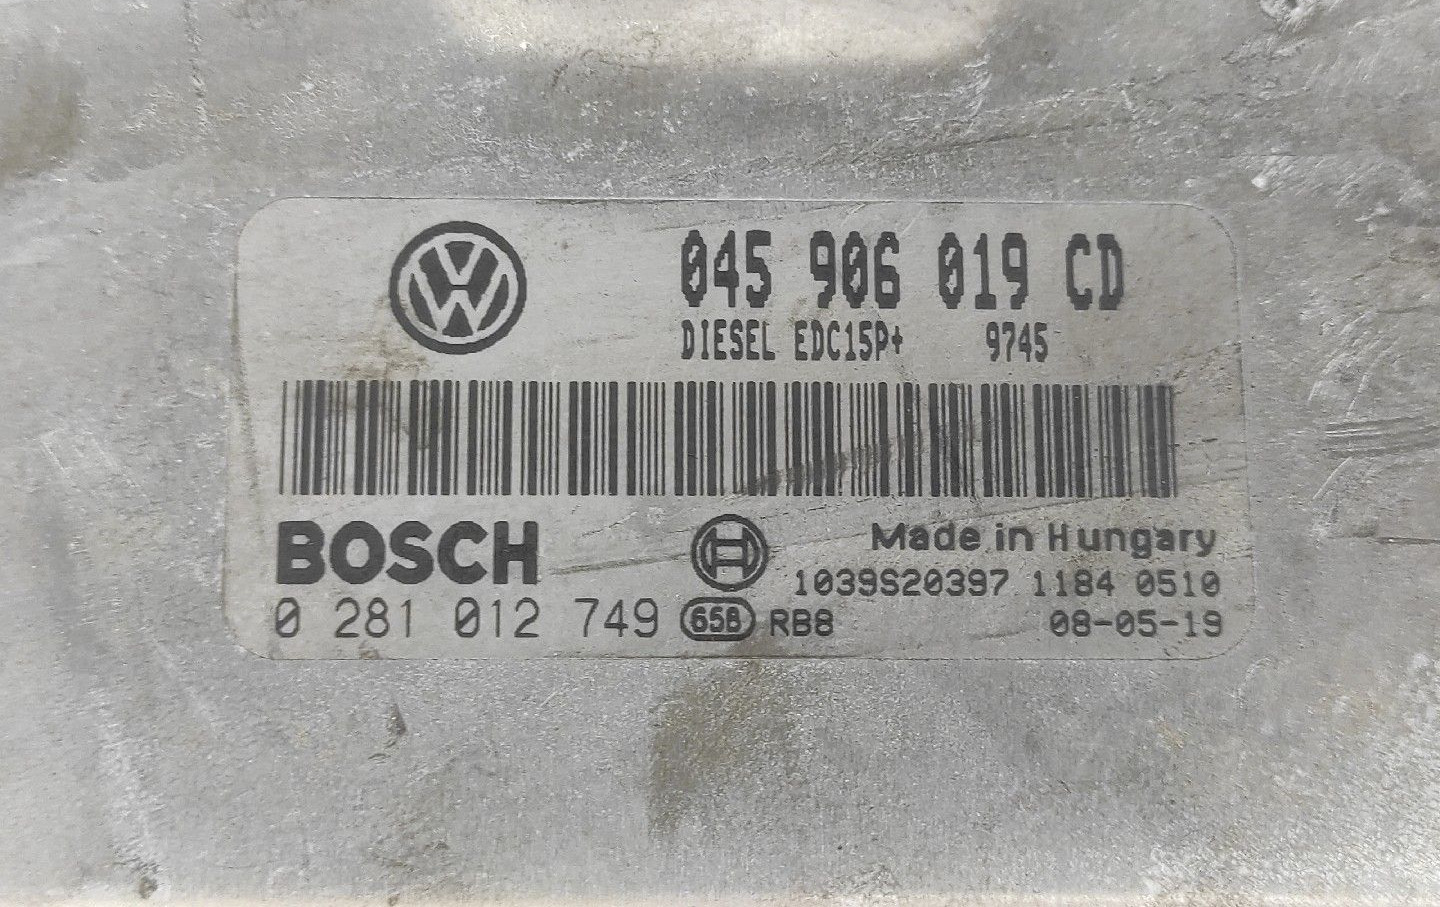 045 906 019 CD
DIESEL EDC15P+ 9745
BOSCH
Made in Hungary
1039S20397 1184 0510
0 281 012 749 65B RB8 08-05-19